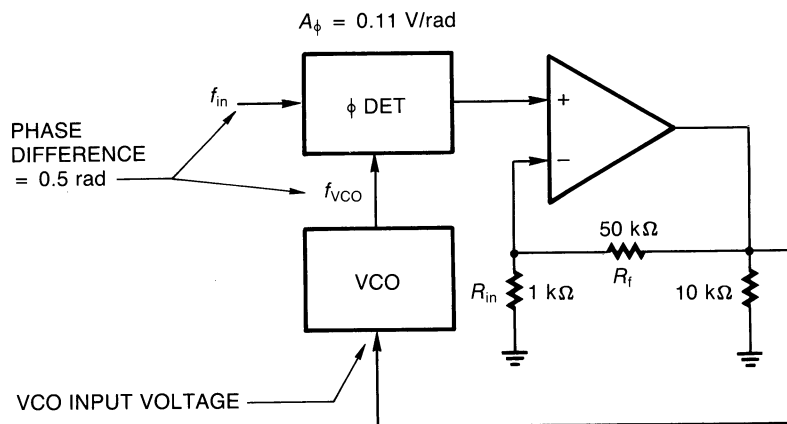 A_ϕ = 0.11 V/rad
f_in
ϕ DET
+
−
PHASE
DIFFERENCE
= 0.5 rad
f_VCO
50 kΩ
R_f
VCO
R_in
1 kΩ
10 kΩ
VCO INPUT VOLTAGE